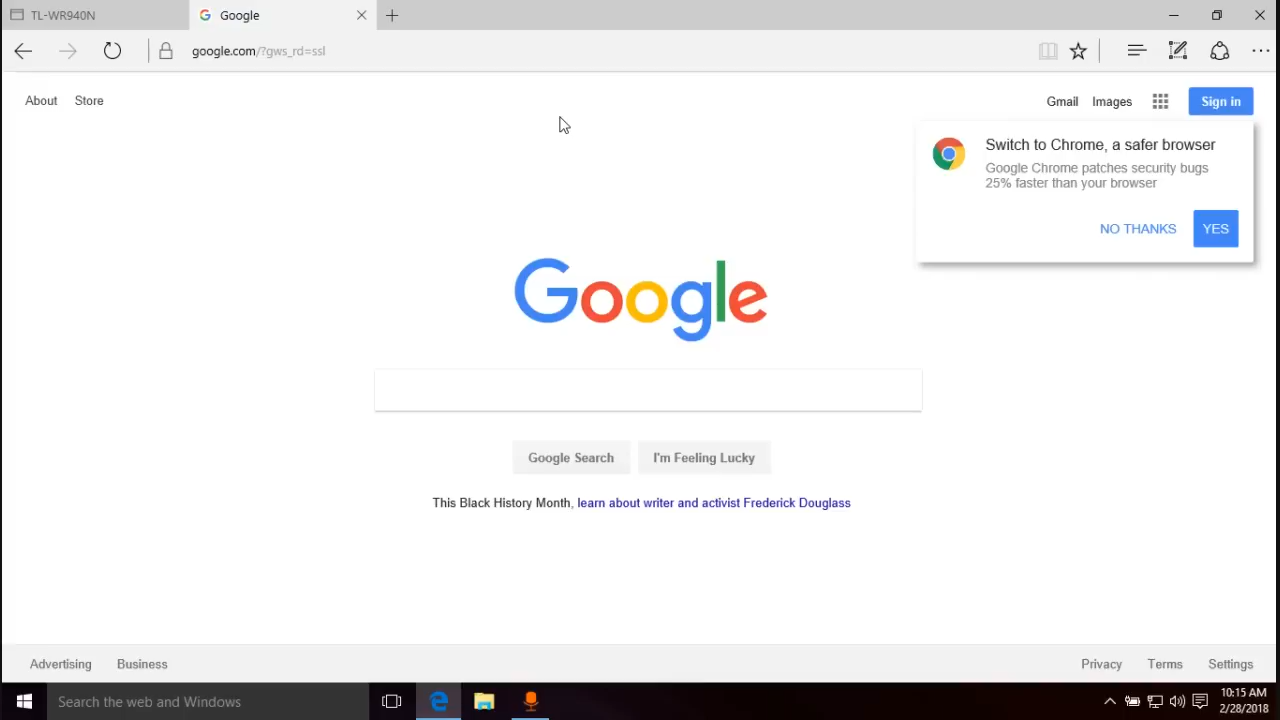 TL-WR940N
Google
google.com/?gws_rd=ssl
About Store
Gmail Images Sign in
Switch to Chrome, a safer browser
Google Chrome patches security bugs
25% faster than your browser
NO THANKS YES
Google
Google Search I'm Feeling Lucky
This Black History Month, learn about writer and activist Frederick Douglass
Advertising Business Privacy Terms Settings
Search the web and Windows
10:15 AM
2/28/2018